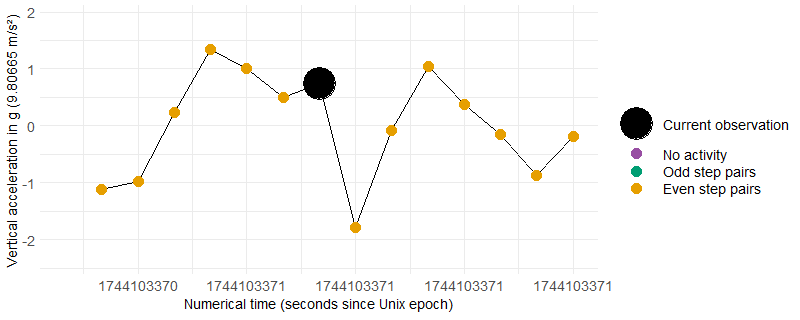 Vertical acceleration in g (9.80665 m/s²)
2
1
0
-1
-2
1744103370 1744103371 1744103371 1744103371 1744103371
Numerical time (seconds since Unix epoch)
Current observation
No activity
Odd step pairs
Even step pairs